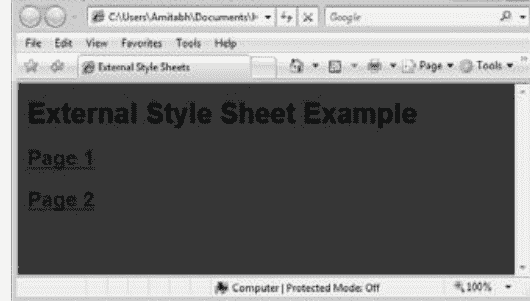 C:\Users\Amitabh\Documents\
Google
File Edit View Favorites Tools Help
External Style Sheets
Page Tools
External Style Sheet Example
Page 1
Page 2
Computer | Protected Mode: Off
100%